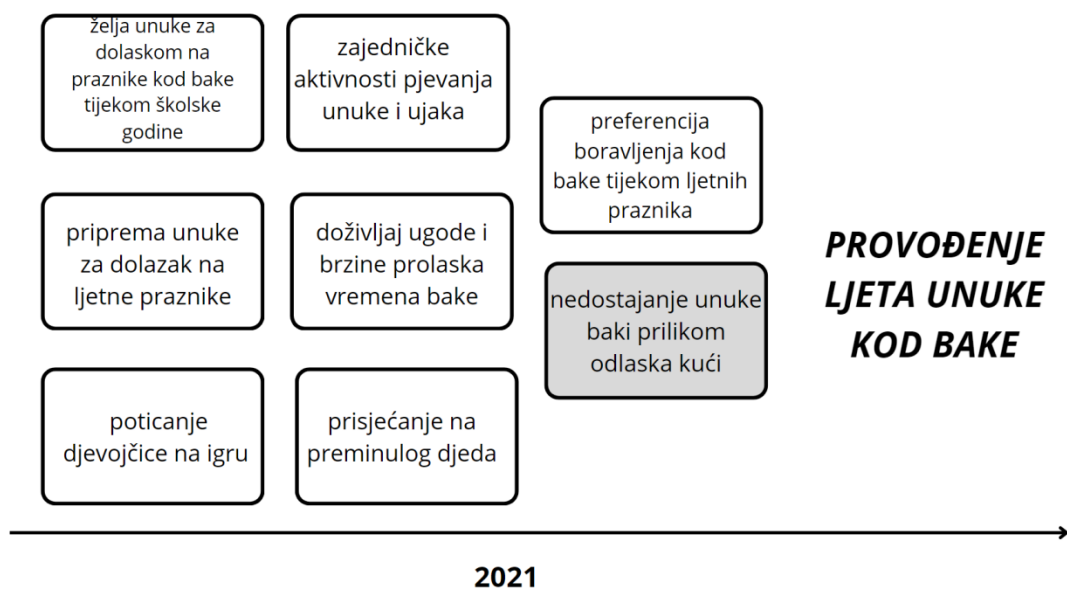 želja unuke za
dolaskom na
praznike kod bake
tijekom školske
godine
zajedničke
aktivnosti pjevanja
unuke i ujaka
preferencija
boravljenja kod
bake tijekom ljetnih
praznika
priprema unuke
za dolazak na
ljetne praznike
doživljaj ugode i
brzine prolaska
vremena bake
nedostajanje unuke
baki prilikom
odlaska kući
poticanje
djevojčice na igru
prisjećanje na
preminulog djeda
PROVOĐENJE
LJETA UNUKE
KOD BAKE
2021